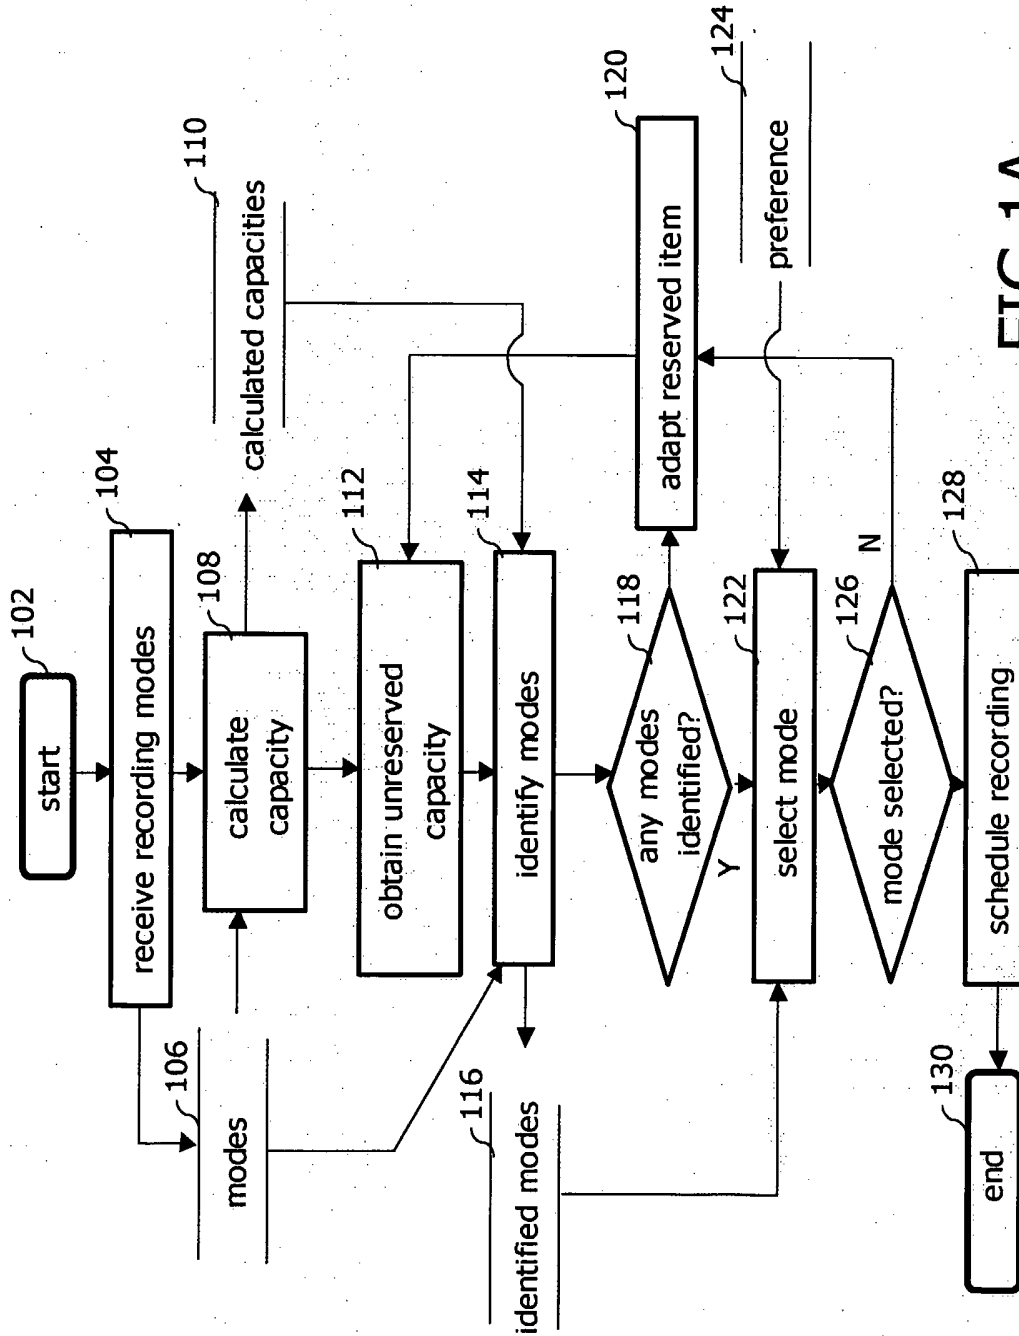 start
102
receive recording modes
104
modes
106
calculate
capacity
108
calculated capacities
110
obtain unreserved
capacity
112
identify modes
114
identified modes
116
any modes
identified?
118
Y
adapt reserved item
120
select mode
122
preference
124
mode selected?
126
N
schedule recording
128
end
130
FIG 1A